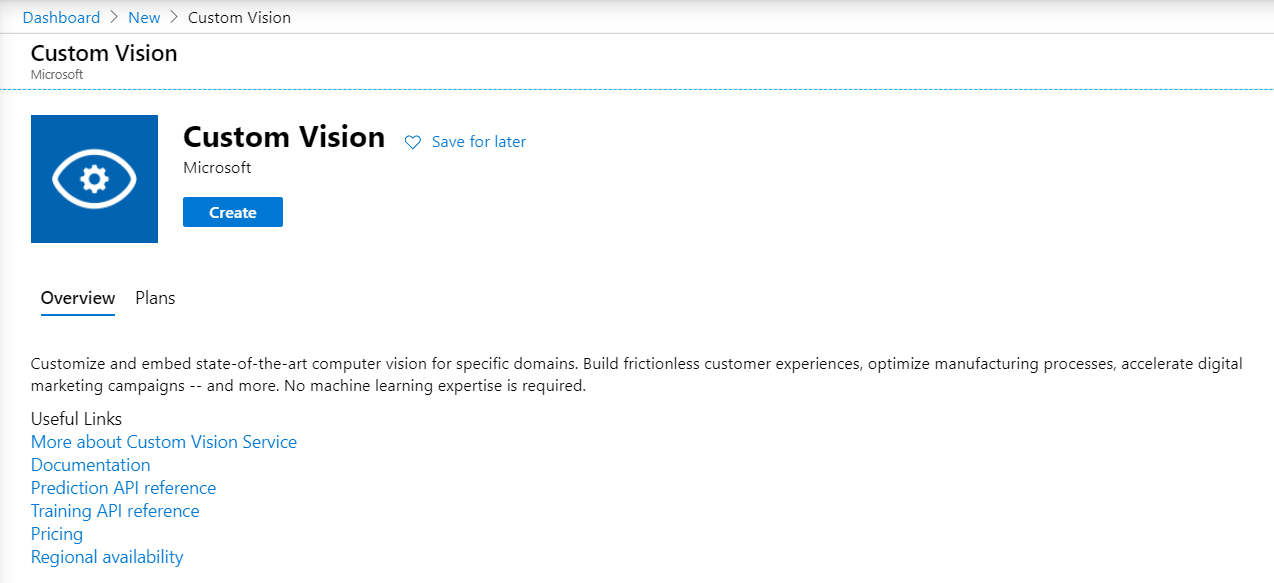 Dashboard > New > Custom Vision
Custom Vision
Microsoft
Custom Vision
Save for later
Microsoft
Create
Overview Plans
Customize and embed state-of-the-art computer vision for specific domains. Build frictionless customer experiences, optimize manufacturing processes, accelerate digital
marketing campaigns -- and more. No machine learning expertise is required.
Useful Links
More about Custom Vision Service
Documentation
Prediction API reference
Training API reference
Pricing
Regional availability